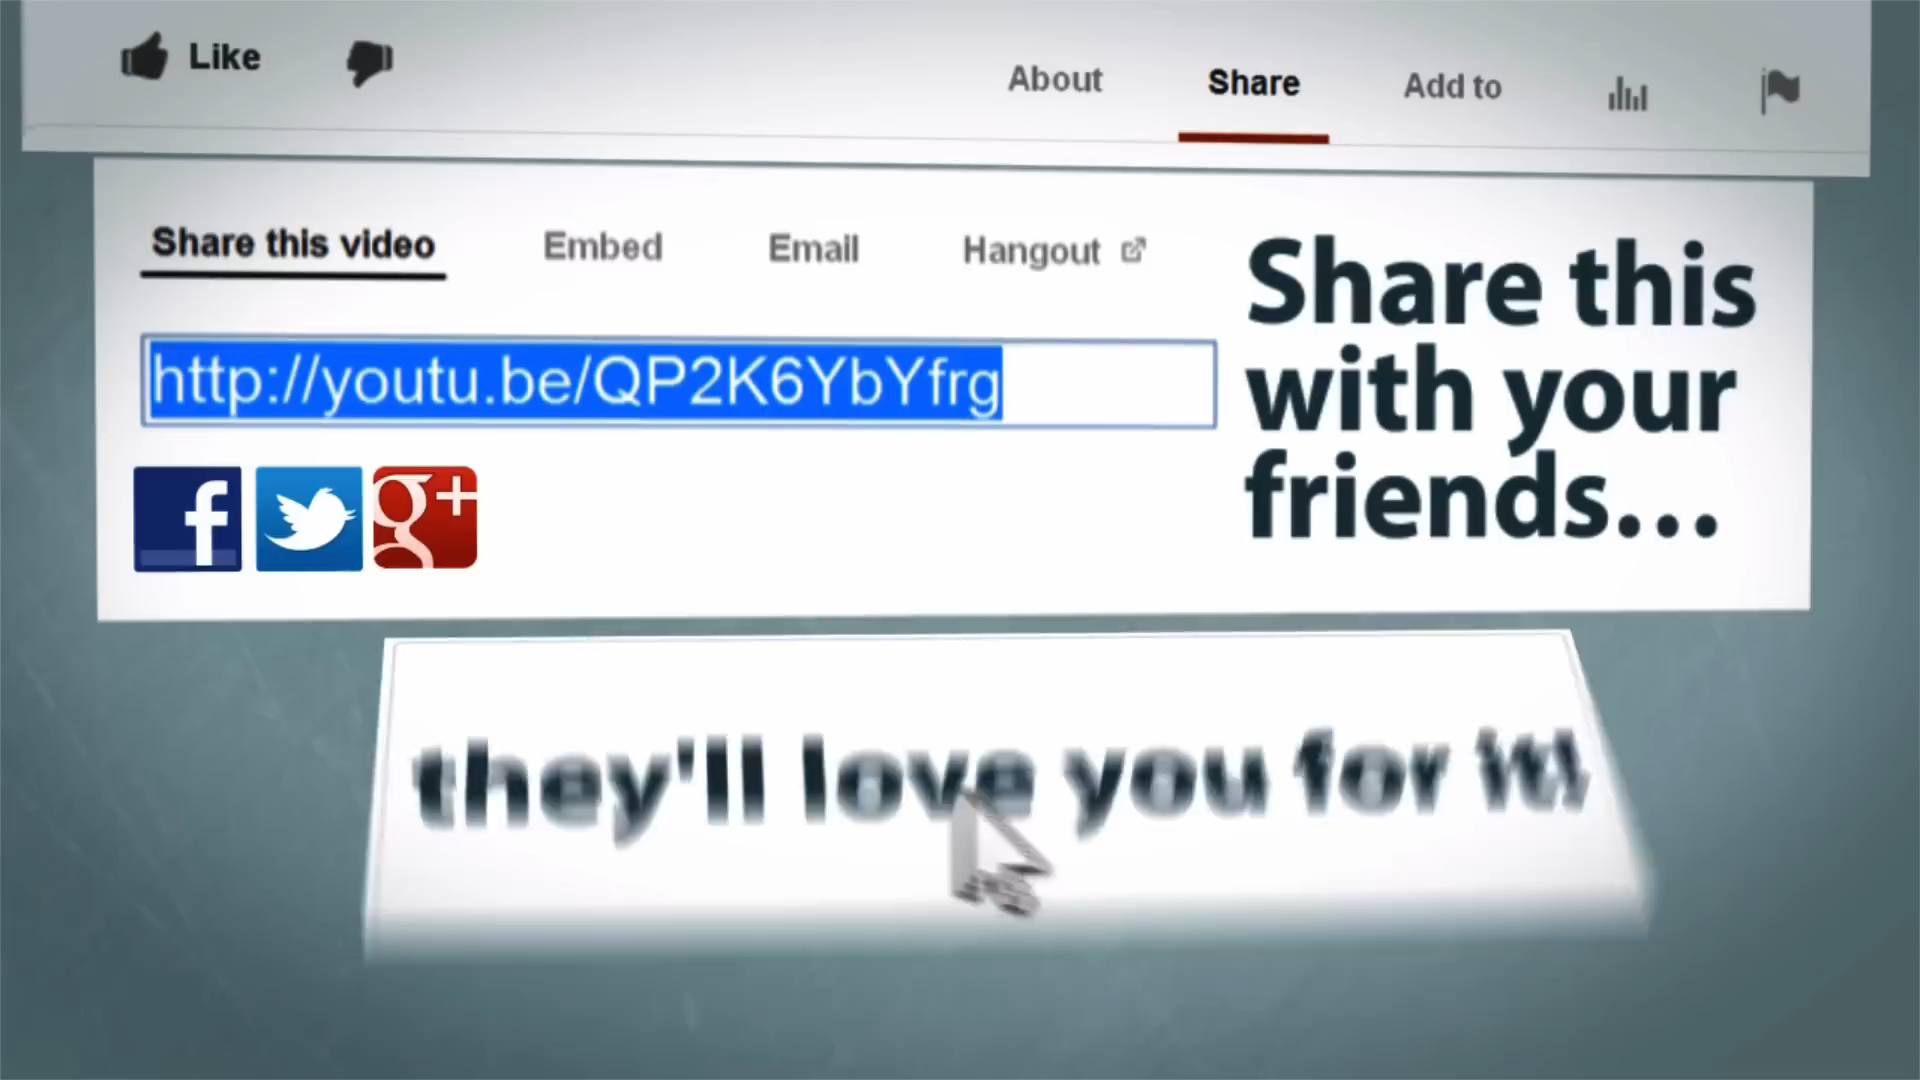 Like
About Share Add to
Share this video Embed Email Hangout
http://youtu.be/QP2K6YbYfrg
Share this
with your
friends...
f g+
they'll love you for it!